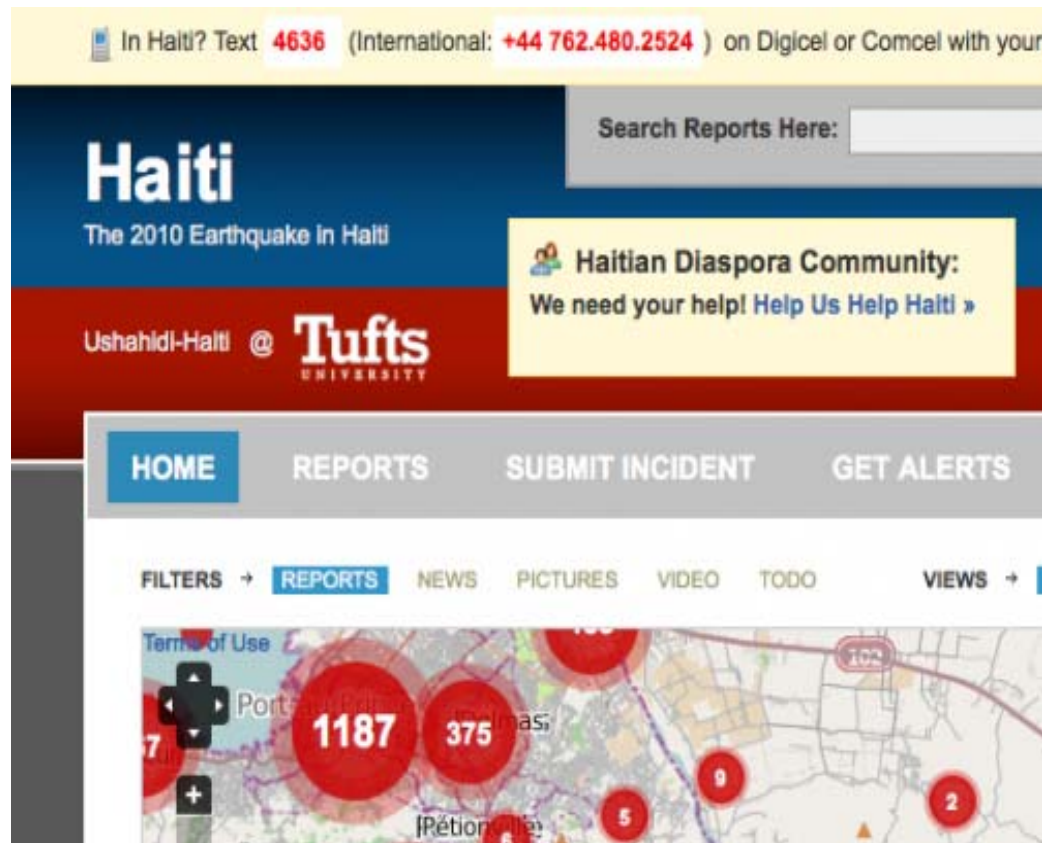 In Haiti? Text 4636 (International: +44 762.480.2524 ) on Digicel or Comcel with your
Search Reports Here:
Haiti
The 2010 Earthquake in Haiti
Haitian Diaspora Community:
We need your help! Help Us Help Haiti »
Ushahidi-Haiti @ Tufts
UNIVERSITY
HOME REPORTS SUBMIT INCIDENT GET ALERTS
FILTERS → REPORTS NEWS PICTURES VIDEO TODO VIEWS →
Terms of Use
102
Port
1187
375
7
9
2
5
+